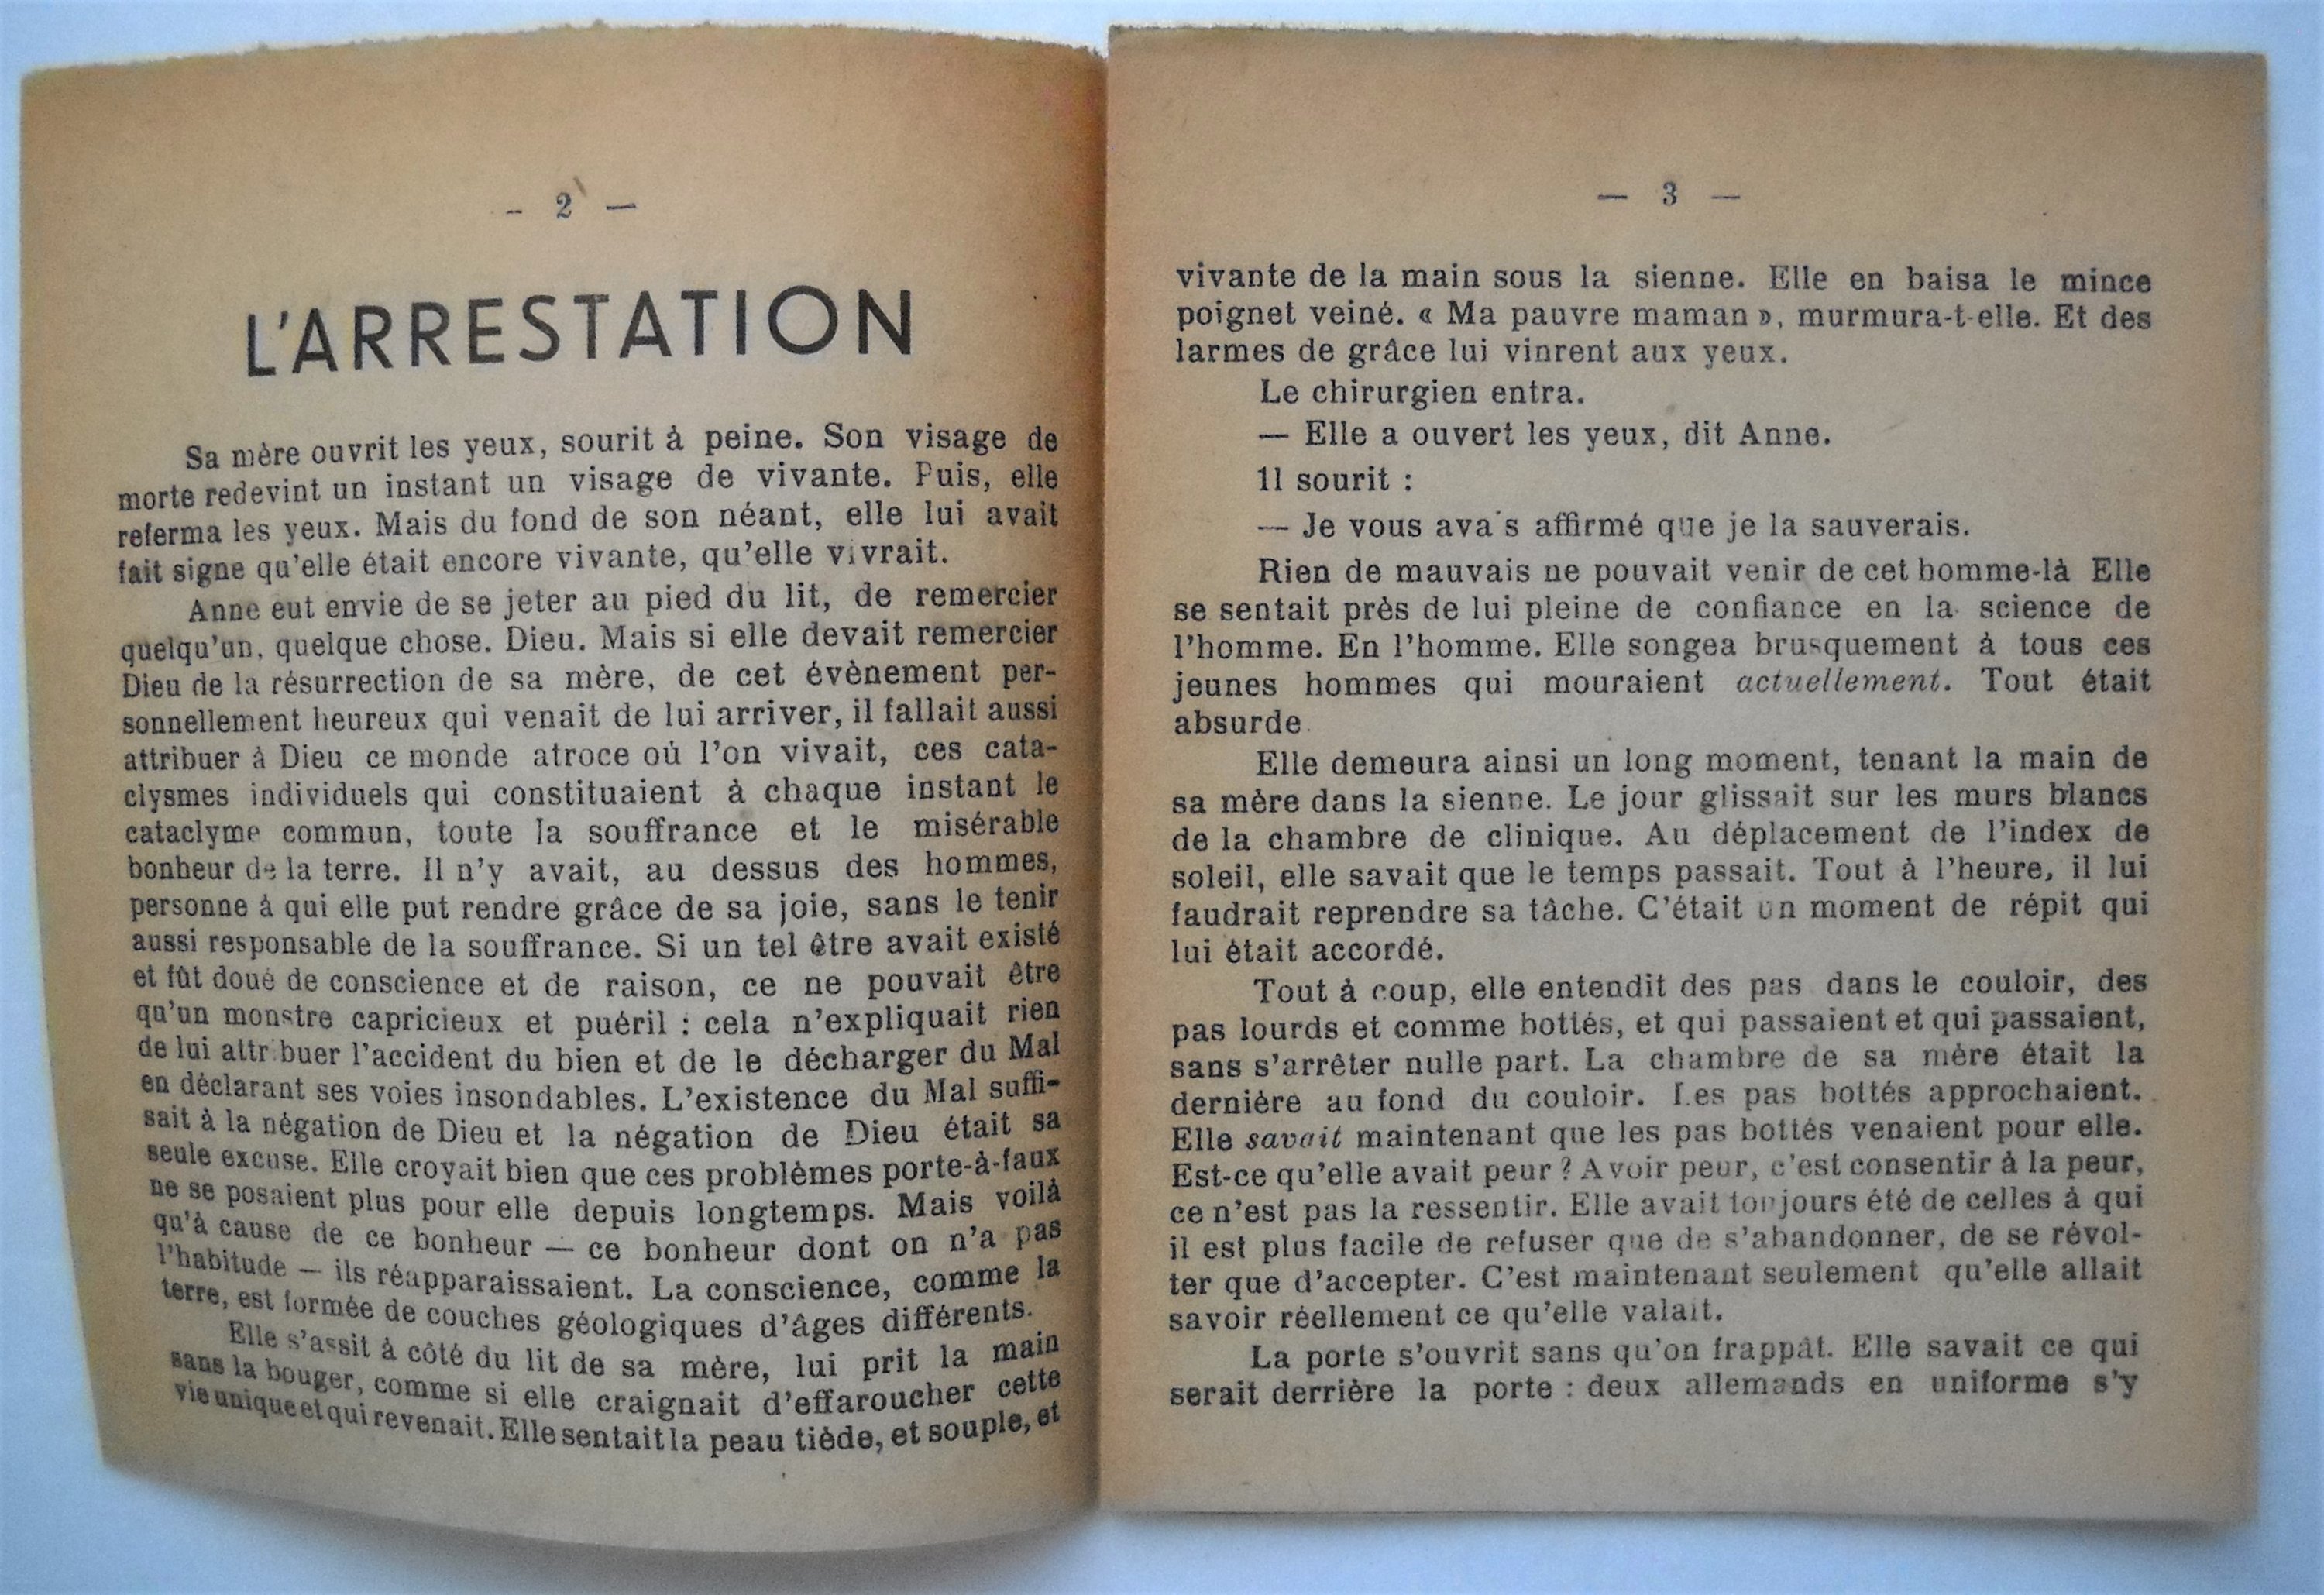 - 2 —
L'ARRESTATION
Sa mère ouvrit les yeux, sourit à peine. Son visage de
morte redevint un instant un visage de vivante. Puis, elle
referma les yeux. Mais du fond de son néant, elle lui avait
fait signe qu'elle était encore vivante, qu'elle vivrait.
Anne eut envie de se jeter au pied du lit, de remercier
quelqu'un, quelque chose. Dieu. Mais si elle devait remercier
Dieu de la résurrection de sa mère, de cet évènement per-
sonnellement heureux qui venait de lui arriver, il fallait aussi
attribuer à Dieu ce monde atroce où l'on vivait, ces cata-
clysmes individuels qui constituaient à chaque instant le
cataclyme commun, toute la souffrance et le misérable
bonheur de la terre. Il n'y avait, au dessus des hommes,
personne à qui elle put rendre grâce de sa joie, sans le tenir
aussi responsable de la souffrance. Si un tel être avait existé
et fût doué de conscience et de raison, ce ne pouvait être
qu'un monstre capricieux et puéril : cela n'expliquait rien
de lui attribuer l'accident du bien et de le décharger du Mal
en déclarant ses voies insondables. L'existence du Mal suffi-
sait à la négation de Dieu et la négation de Dieu était sa
seule excuse. Elle croyait bien que ces problèmes porte-à-faux
ne se posaient plus pour elle depuis longtemps. Mais voilà
qu'à cause de ce bonheur — ce bonheur dont on n'a pas
l'habitude — ils réapparaissaient. La conscience, comme la
terre, est formée de couches géologiques d'âges différents.
Elle s'assit à côté du lit de sa mère, lui prit la main
sans la bouger, comme si elle craignait d'effaroucher cette
vie unique et qui revenait. Elle sentait la peau tiède, et souple, et
— 3 —
vivante de la main sous la sienne. Elle en baisa le mince
poignet veiné. « Ma pauvre maman », murmura-t-elle. Et des
larmes de grâce lui vinrent aux yeux.
Le chirurgien entra.
— Elle a ouvert les yeux, dit Anne.
Il sourit :
— Je vous ava's affirmé que je la sauverais.
Rien de mauvais ne pouvait venir de cet homme-là Elle
se sentait près de lui pleine de confiance en la science de
l'homme. En l'homme. Elle songea brusquement à tous ces
jeunes hommes qui mouraient actuellement. Tout était
absurde.
Elle demeura ainsi un long moment, tenant la main de
sa mère dans la sienne. Le jour glissait sur les murs blancs
de la chambre de clinique. Au déplacement de l'index de
soleil, elle savait que le temps passait. Tout à l'heure, il lui
faudrait reprendre sa tâche. C'était un moment de répit qui
lui était accordé.
Tout à coup, elle entendit des pas dans le couloir, des
pas lourds et comme bottés, et qui passaient et qui passaient,
sans s'arrêter nulle part. La chambre de sa mère était la
dernière au fond du couloir. Les pas bottés approchaient.
Elle savait maintenant que les pas bottés venaient pour elle.
Est-ce qu'elle avait peur ? Avoir peur, c'est consentir à la peur,
ce n'est pas la ressentir. Elle avait toujours été de celles à qui
il est plus facile de refuser que de s'abandonner, de se révol-
ter que d'accepter. C'est maintenant seulement qu'elle allait
savoir réellement ce qu'elle valait.
La porte s'ouvrit sans qu'on frappât. Elle savait ce qui
serait derrière la porte : deux allemands en uniforme s'y